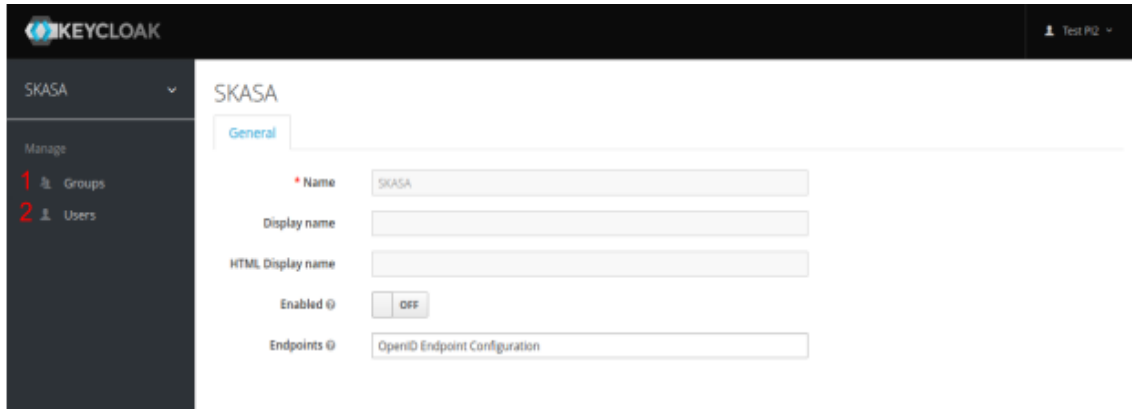 KEYCLOAK
Test PI2
SKASA
SKASA
General
Manage
1 Groups
2 Users
* Name SKASA
Display name
HTML Display name
Enabled OFF
Endpoints OpenID Endpoint Configuration